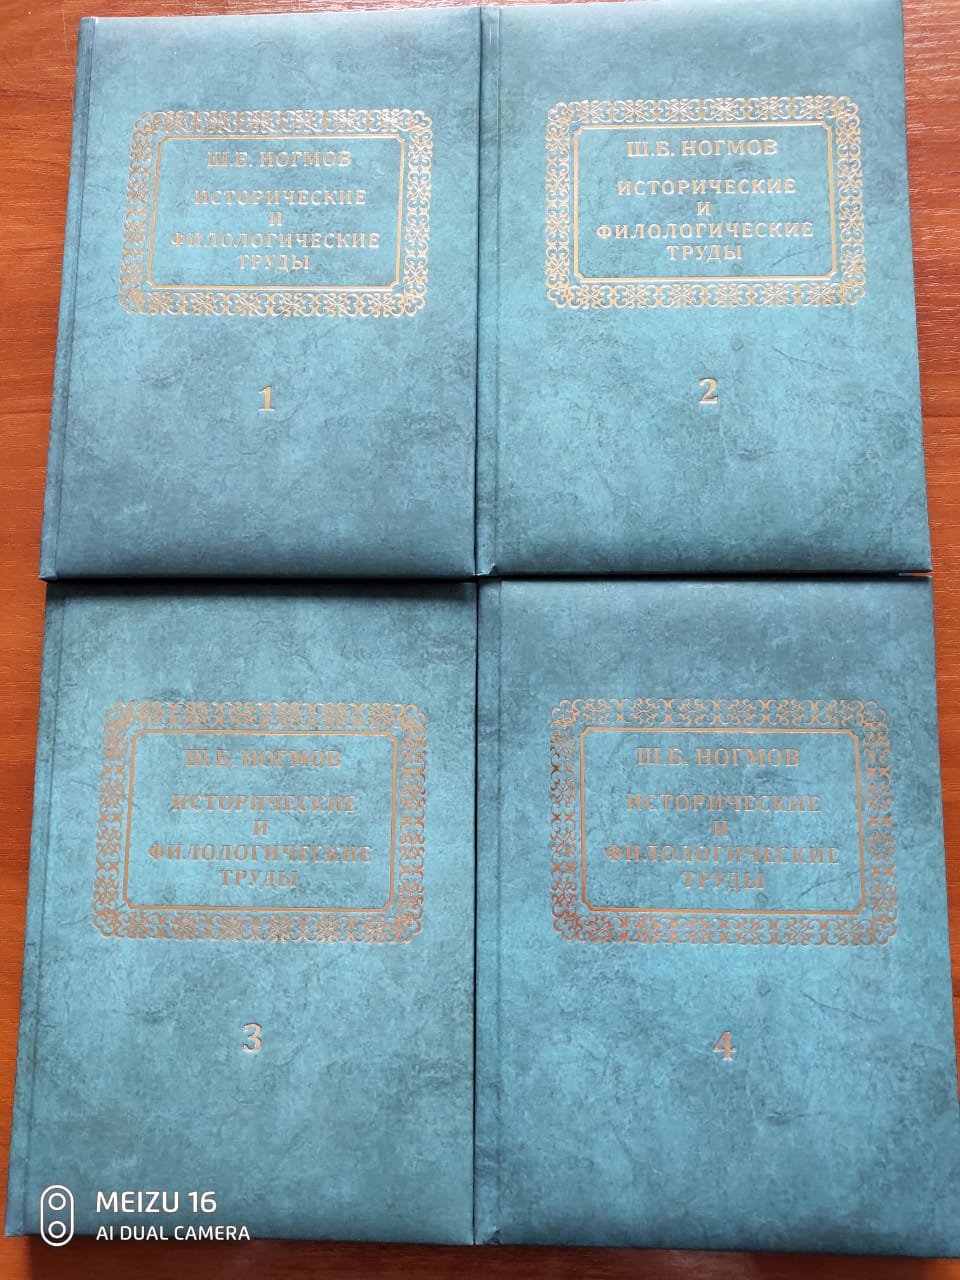 Ш.Б. НОГМОВ
ИСТОРИЧЕСКИЕ
И
ФИЛОЛОГИЧЕСКИЕ
ТРУДЫ
1
Ш.Б. НОГМОВ
ИСТОРИЧЕСКИЕ
И
ФИЛОЛОГИЧЕСКИЕ
ТРУДЫ
2
Ш.Б. НОГМОВ
ИСТОРИЧЕСКИЕ
И
ФИЛОЛОГИЧЕСКИЕ
ТРУДЫ
3
Ш.Б. НОГМОВ
ИСТОРИЧЕСКИЕ
И
ФИЛОЛОГИЧЕСКИЕ
ТРУДЫ
4
MEIZU 16
AI DUAL CAMERA